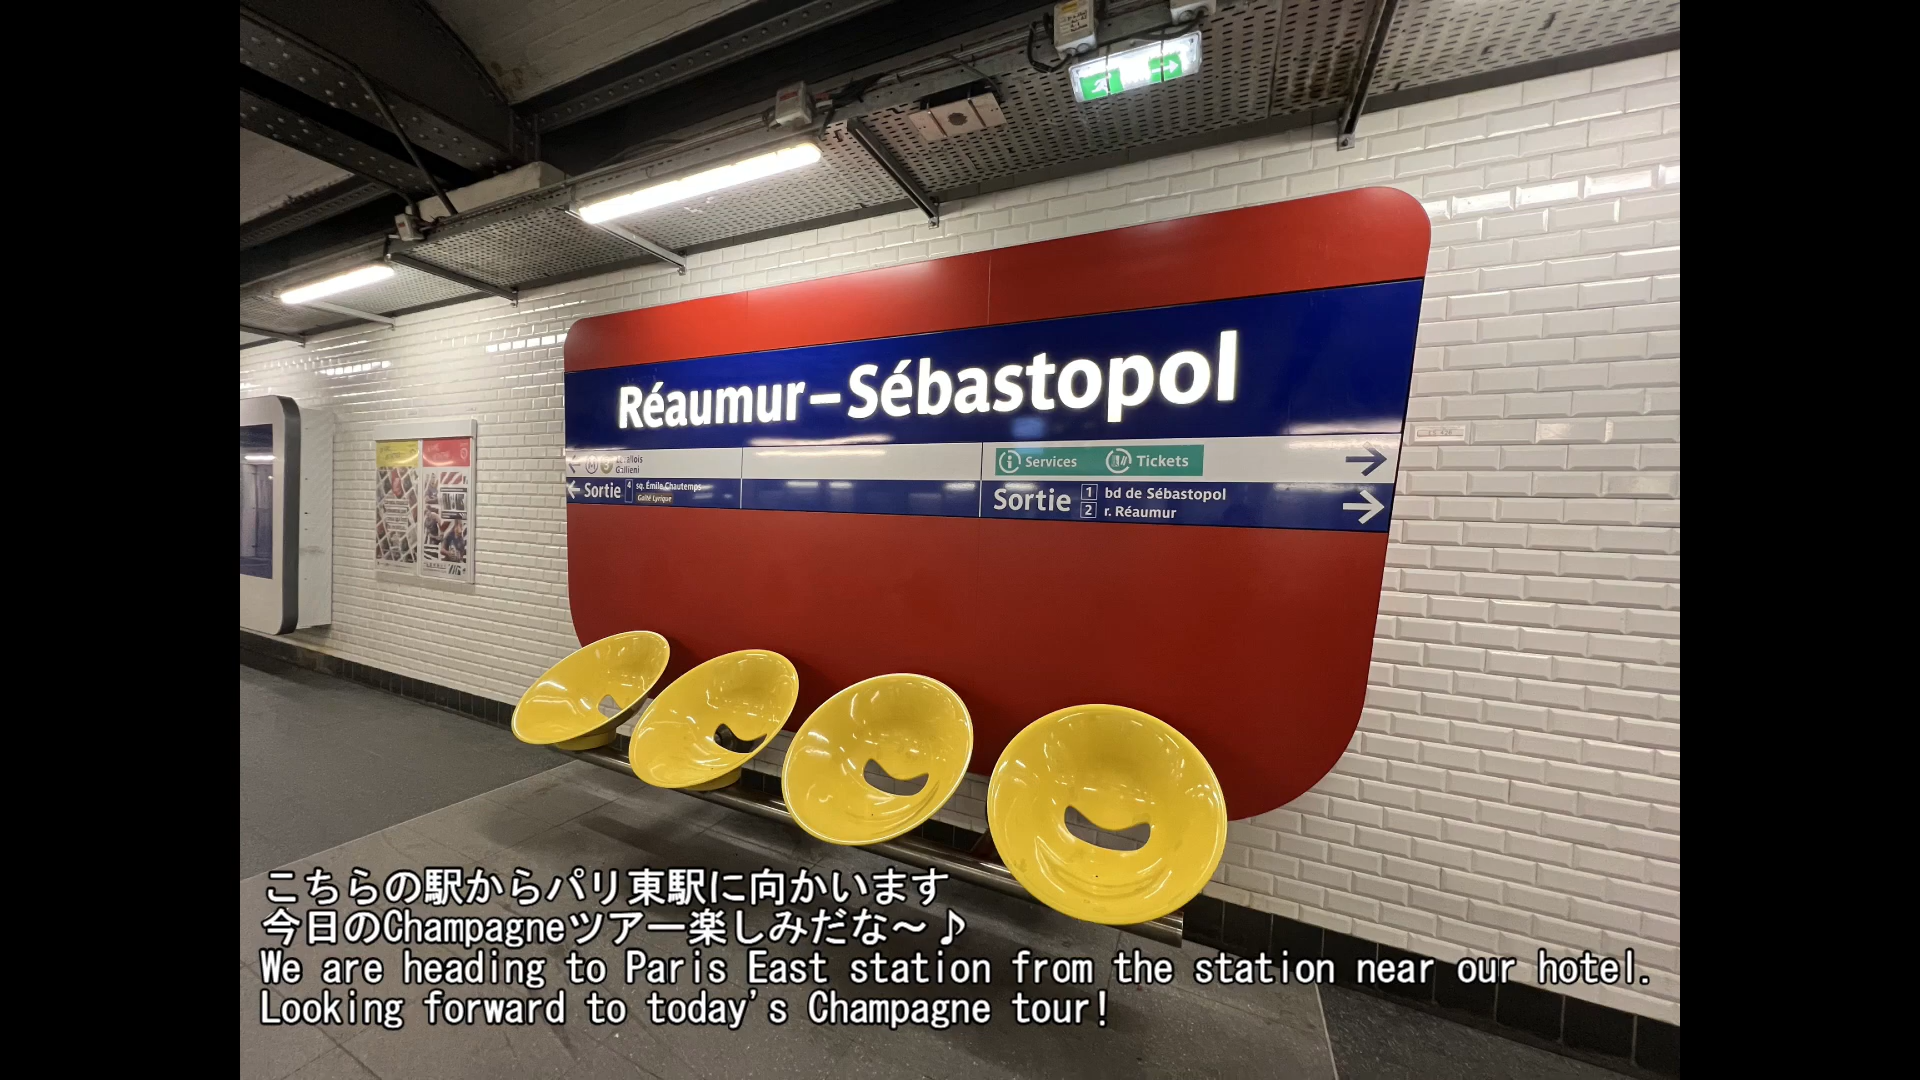 Réaumur–Sébastopol
Levallois
Gallieni
Services
Tickets
Sortie 4 sq. Émile Chautemps
Gaîté Lyrique
Sortie 1 bd de Sébastopol
2 r. Réaumur
こちらの駅からパリ東駅に向かいます
今日のChampagneツアー楽しみだな～♪
We are heading to Paris East station from the station near our hotel.
Looking forward to today's Champagne tour!